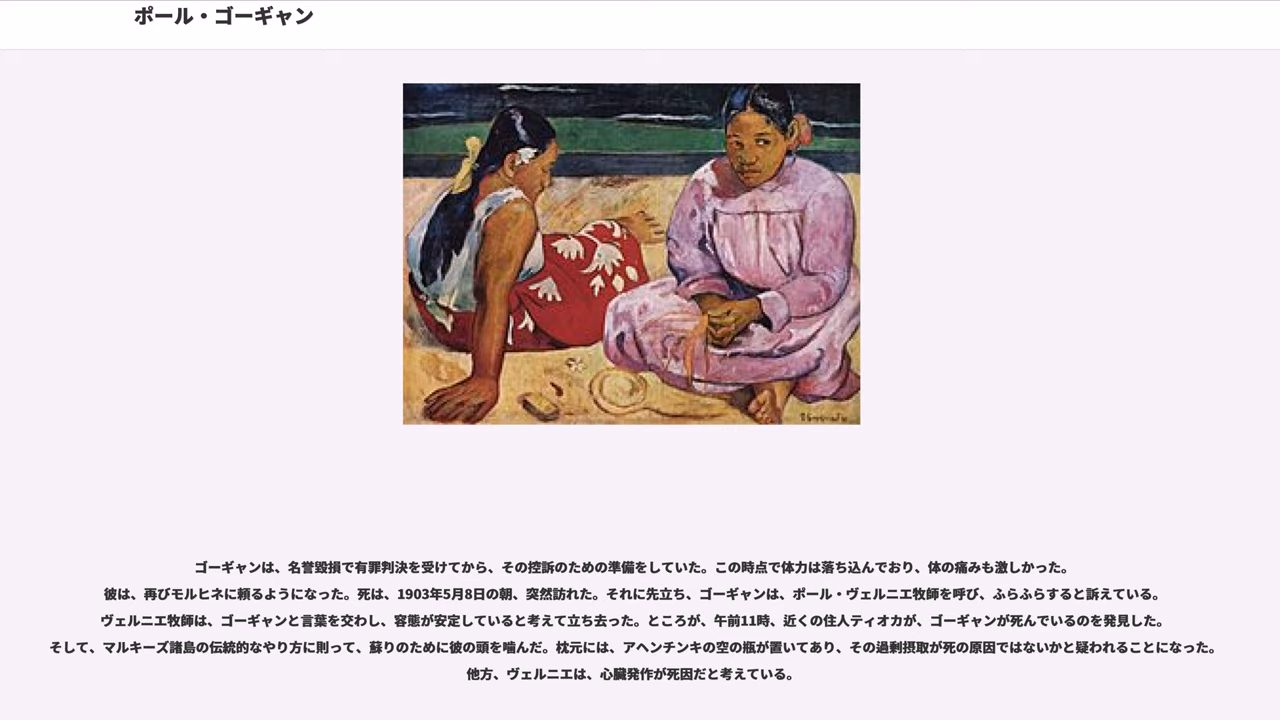 ポール・ゴーギャン
ゴーギャンは、名誉毀損で有罪判決を受けてから、その控訴のための準備をしていた。この時点で体力は落ち込んでおり、体の痛みも激しかった。
彼は、再びモルヒネに頼るようになった。死は、1903年5月8日の朝、突然訪れた。それに先立ち、ゴーギャンは、ポール・ヴェルニエ牧師を呼び、ふらふらすると訴えている。
ヴェルニエ牧師は、ゴーギャンと言葉を交わし、容態が安定していると考えて立ち去った。ところが、午前11時、近くの住人ティオカが、ゴーギャンが死んでいるのを発見した。
そして、マルキーズ諸島の伝統的なやり方に則って、蘇りのために彼の頭を噛んだ。枕元には、アヘンチンキの空の瓶が置いてあり、その過剰摂取が死の原因ではないかと疑われることになった。
他方、ヴェルニエは、心臓発作が死因だと考えている。